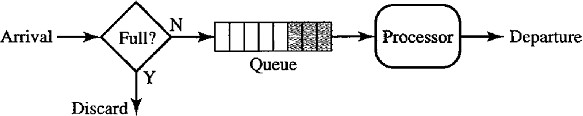 Arrival
Full?
N
Y
Discard
Queue
Processor
Departure